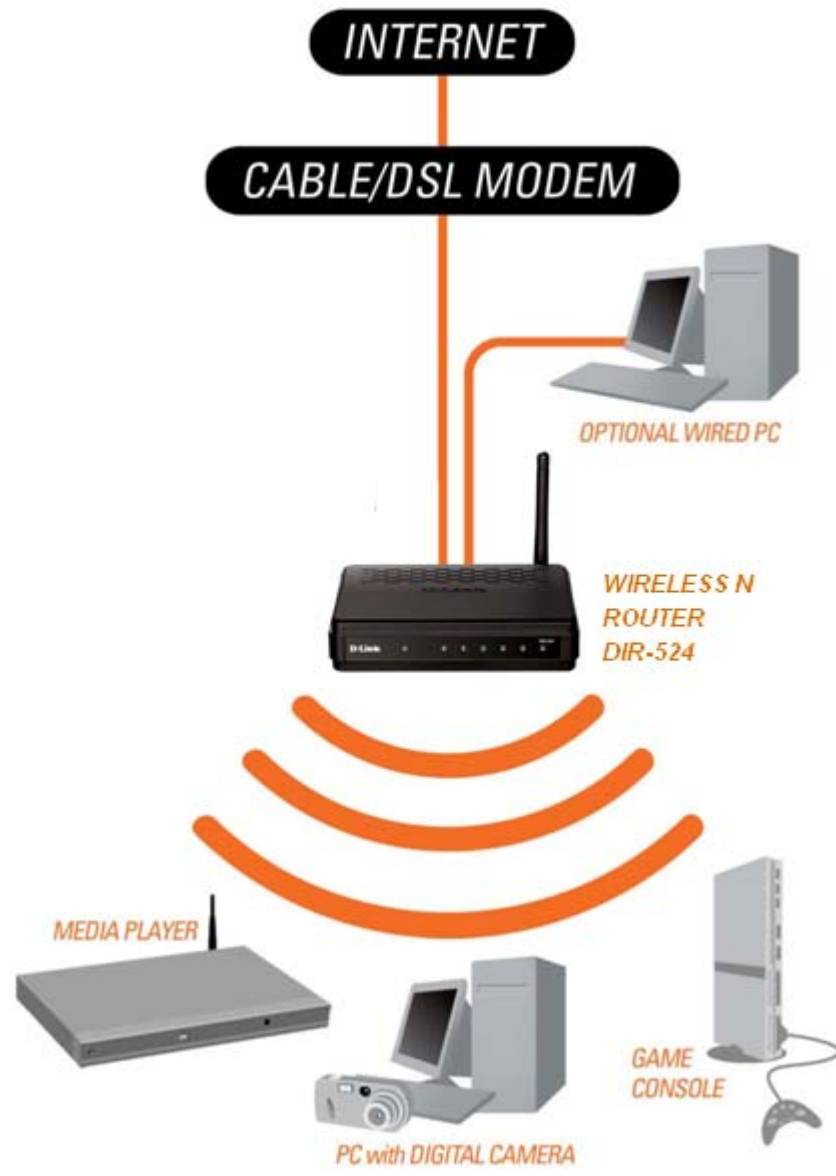 INTERNET
CABLE/DSL MODEM
OPTIONAL WIRED PC
WIRELESS N
ROUTER
DIR-524
D-Link
MEDIA PLAYER
GAME
CONSOLE
PC with DIGITAL CAMERA